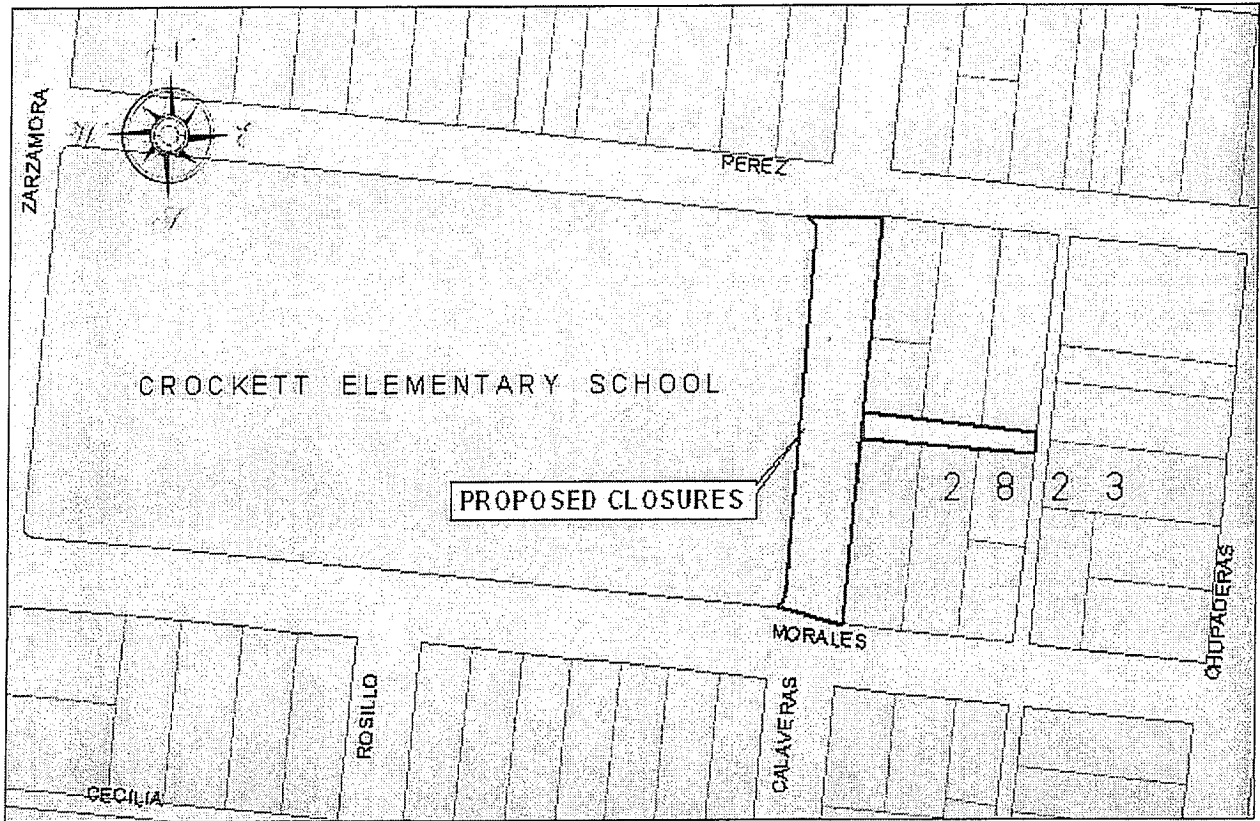 ZARZAMORA
PEREZ
CROCKETT ELEMENTARY SCHOOL
PROPOSED CLOSURES
2 8 2 3
CHUPADERAS
MORALES
ROSILLO
CALAVERAS
CECILIA